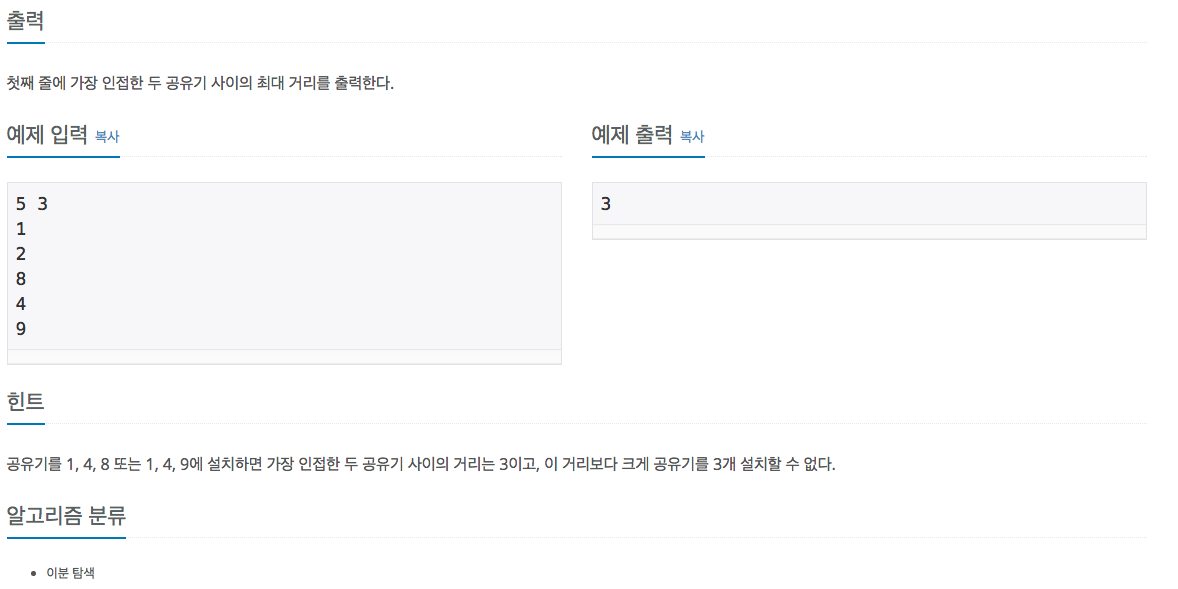 출력
첫째 줄에 가장 인접한 두 공유기 사이의 최대 거리를 출력한다.
예제 입력 복사
5 3
1
2
8
4
9
예제 출력 복사
3
힌트
공유기를 1, 4, 8 또는 1, 4, 9에 설치하면 가장 인접한 두 공유기 사이의 거리는 3이고, 이 거리보다 크게 공유기를 3개 설치할 수 없다.
알고리즘 분류
이분 탐색